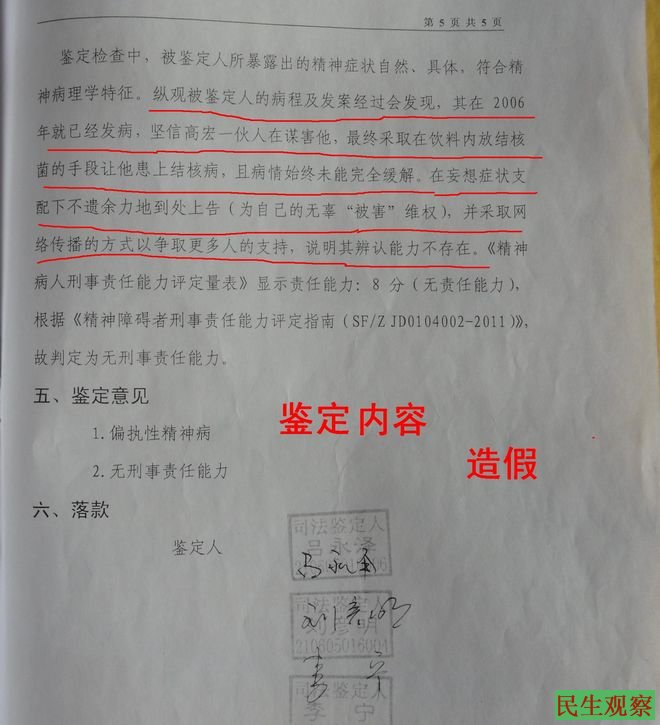 第 5 页 共 5 页
鉴定检查中，被鉴定人所暴露出的精神症状自然、具体，符合精
神病理学特征。纵观被鉴定人的病程及发案经过会发现，其在 2006
年就已经发病，坚信高宏一伙人在谋害他，最终采取在饮料内放结核
菌的手段让他患上结核病，且病情始终未能完全缓解。在妄想症状支
配下不遗余力地到处上告（为自己的无辜“被害”维权），并采取网
络传播的方式以争取更多人的支持，说明其辨认能力不存在。《精神
病人刑事责任能力评定量表》显示责任能力：8 分（无责任能力），
根据《精神障碍者刑事责任能力评定指南（SF/Z JD0104002-2011）》，
故判定为无刑事责任能力。
五、鉴定意见
鉴定内容
1.偏执性精神病
造假
2.无刑事责任能力
六、落款
鉴定人
司法鉴定人
吕永泽
司法鉴定人
刘彦明
210605016004
司法鉴定人
李 宁
民生观察